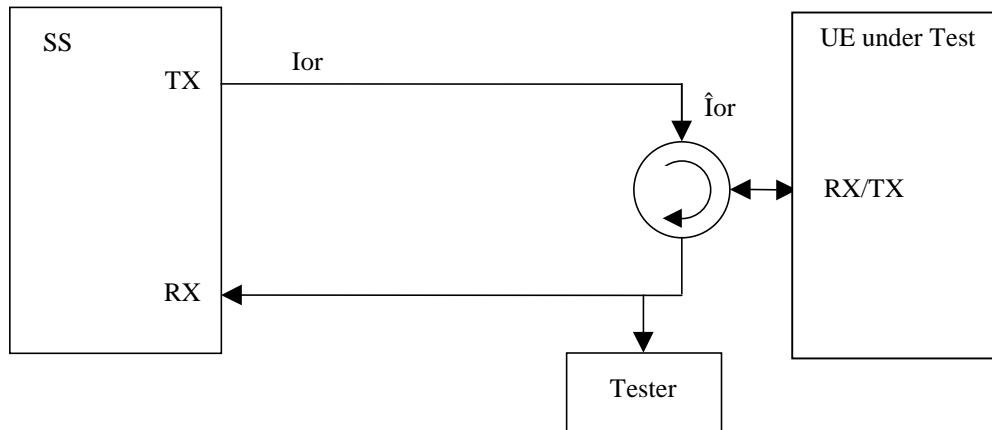 SS
UE under Test
TX
Ior
Îor
RX/TX
RX
Tester